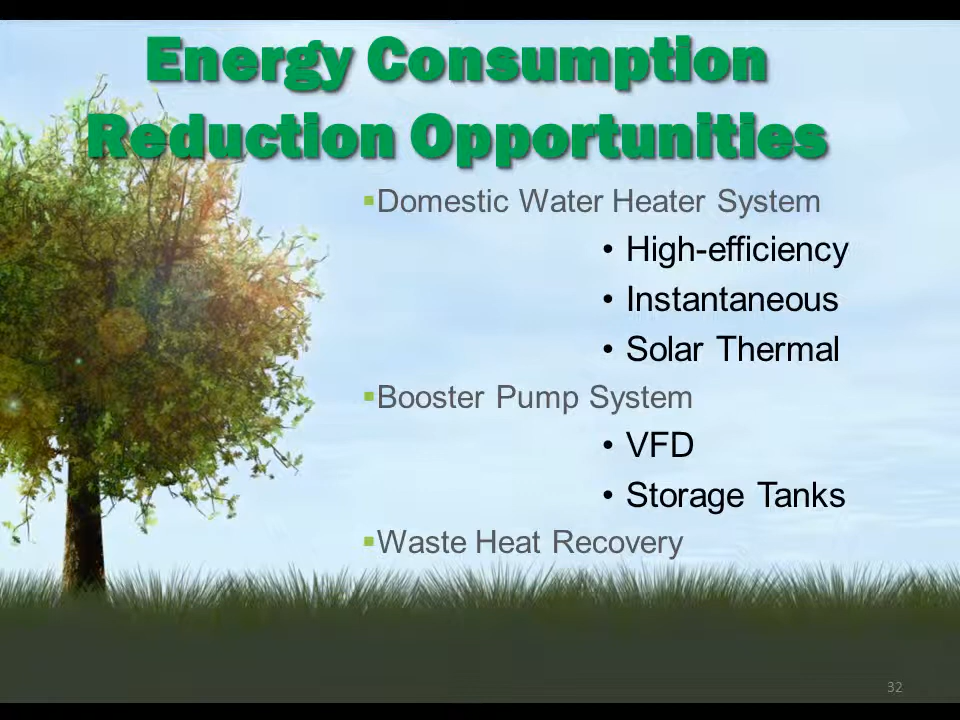 Energy Consumption
Reduction Opportunities
▪Domestic Water Heater System
• High-efficiency
• Instantaneous
• Solar Thermal
▪Booster Pump System
• VFD
• Storage Tanks
▪Waste Heat Recovery
32